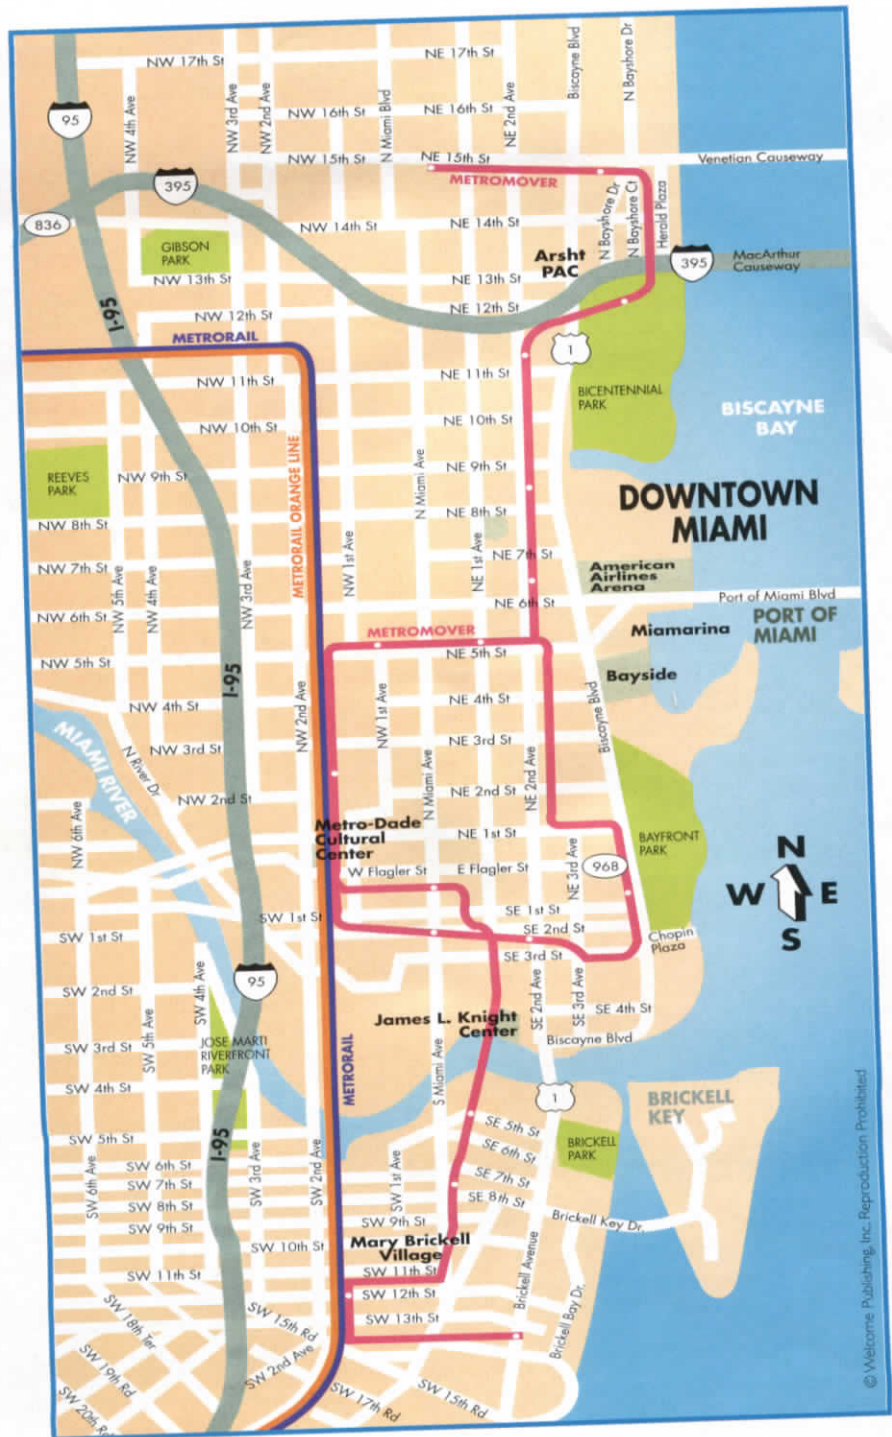 NW 17th St
NE 17th St
Biscayne Blvd
N Bayshore Dr
95
NW 4th Ave
NW 3rd Ave
NW 2nd Ave
NW 16th St
N Miami Blvd
NE 16th St
NE 2nd Ave
NW 15th St
NE 15th St
Venetian Causeway
METROMOVER
395
836
NW 14th St
NE 14th St
N Bayshore Dr
N Bayshore Ct
Herald Plaza
GIBSON
PARK
Arsht
PAC
395
MacArthur
Causeway
NW 13th St
NE 13th St
I-95
NW 12th St
NE 12th St
METRORAIL
1
NW 11th St
NE 11th St
BICENTENNIAL
PARK
BISCAYNE
BAY
NW 10th St
NE 10th St
METRORAIL ORANGE LINE
N Miami Ave
REEVES
PARK
NW 9th St
NE 9th St
DOWNTOWN
MIAMI
NW 8th St
NE 8th St
NW 7th St
NW 5th Ave
NW 4th Ave
NW 3rd Ave
NW 1st Ave
NE 1st Ave
NE 7th St
American
Airlines
Arena
NW 6th St
NE 6th St
Port of Miami Blvd
METROMOVER
Miamarina
PORT OF
MIAMI
NW 5th St
NE 5th St
I-95
Bayside
NW 4th St
NW 2nd Ave
NW 1st Ave
NE 4th St
Biscayne Blvd
MIAMI RIVER
N River Dr
NW 3rd St
N Miami Ave
NE 3rd St
NE 2nd Ave
NW 2nd St
NE 2nd St
NW 6th Ave
Metro-Dade
Cultural
Center
NE 1st St
BAYFRONT
PARK
N
W E
S
W Flagler St
E Flagler St
NE 3rd Ave
968
SW 1st St
SW 1st St
SE 1st St
SE 2nd St
SE 3rd St
Chopin
Plaza
95
SW 2nd St
SW 4th Ave
SW 5th Ave
SE 2nd Ave
SE 3rd Ave
SE 4th St
James L. Knight
Center
Biscayne Blvd
SW 3rd St
JOSE MARTI
RIVERFRONT
PARK
METRORAIL
S Miami Ave
SW 4th St
1
BRICKELL
KEY
SW 5th St
I-95
SE 5th St
SE 6th St
SE 7th St
SE 8th St
BRICKELL
PARK
SW 6th St
SW 7th St
SW 8th St
SW 9th St
SW 6th Ave
SW 3rd Ave
SW 2nd Ave
SW 1st Ave
SW 9th St
Brickell Key Dr.
SW 10th St
Mary Brickell
Village
SW 11th St
SW 11th St
SW 12th St
SW 13th St
Brickell Avenue
Brickell Bay Dr.
SW 18th Ter
SW 15th Rd
SW 19th Rd
SW 2nd Ave
SW 17th Rd
SW 15th Rd
SW 20th Rd
© Welcome Publishing, Inc. Reproduction Prohibited